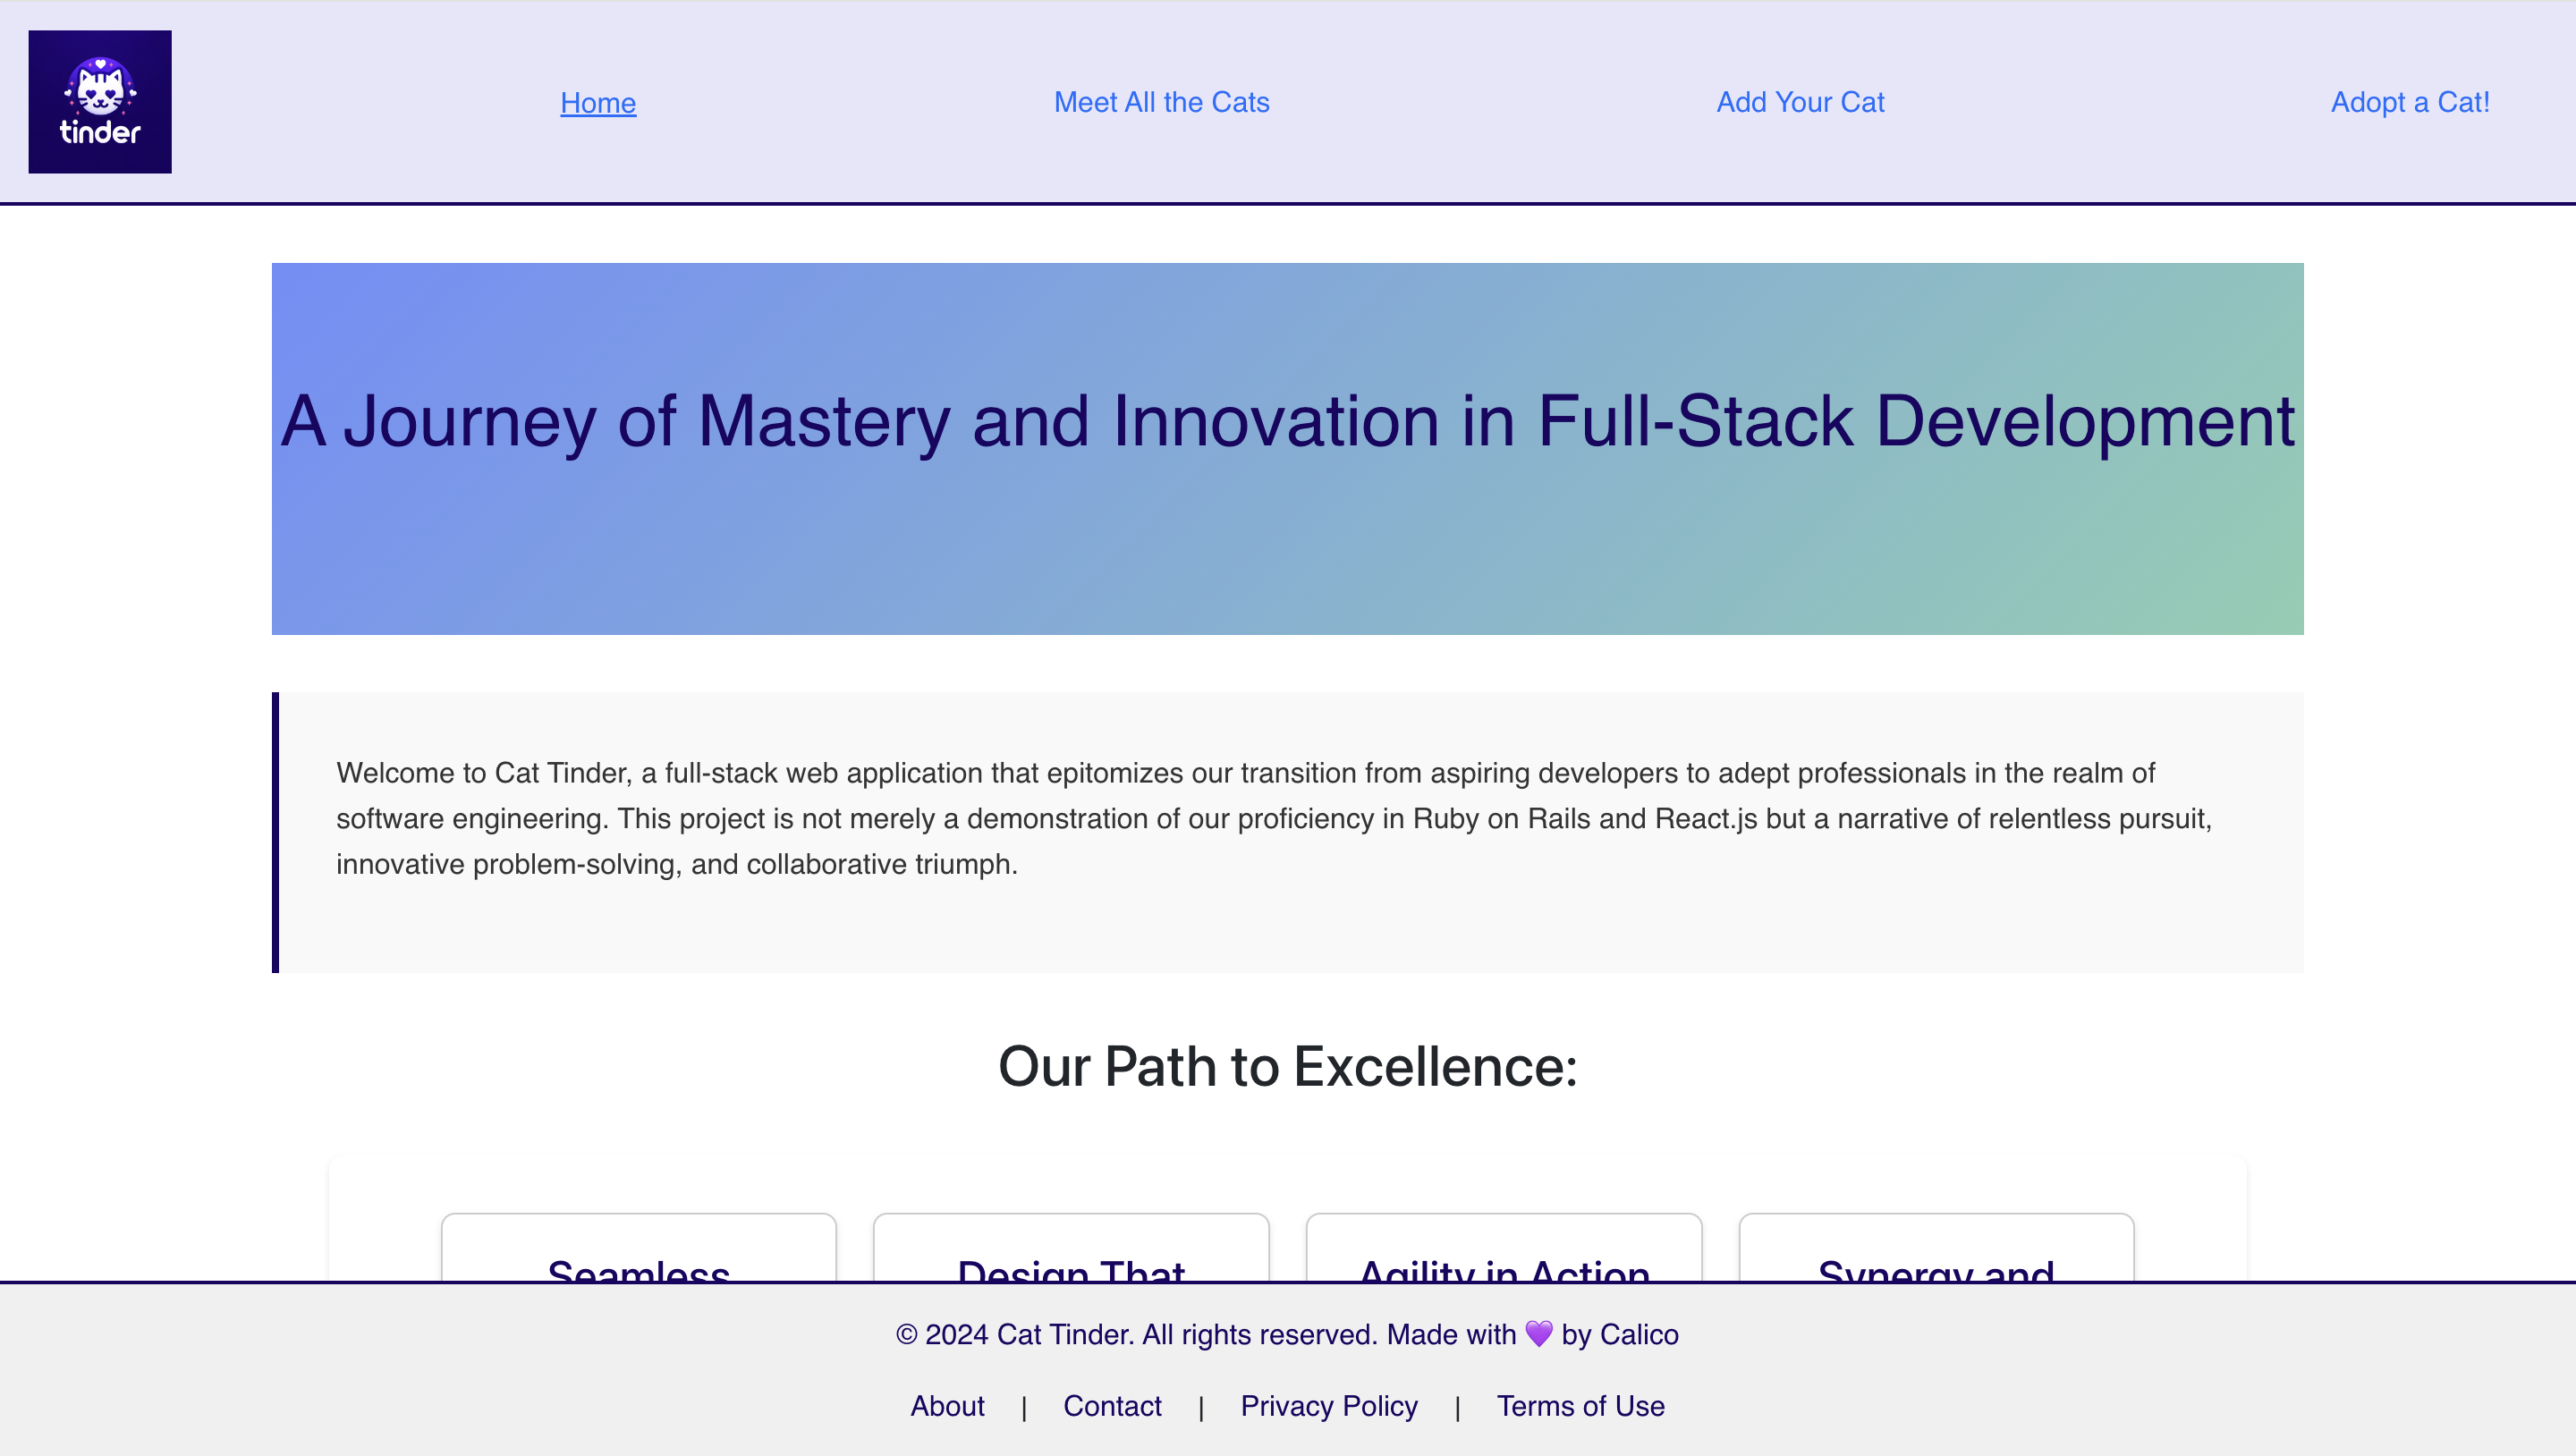 tinder
Home
Meet All the Cats
Add Your Cat
Adopt a Cat!
A Journey of Mastery and Innovation in Full-Stack Development
Welcome to Cat Tinder, a full-stack web application that epitomizes our transition from aspiring developers to adept professionals in the realm of
software engineering. This project is not merely a demonstration of our proficiency in Ruby on Rails and React.js but a narrative of relentless pursuit,
innovative problem-solving, and collaborative triumph.
Our Path to Excellence:
Seamless
Design That
Agility in Action
Synergy and
© 2024 Cat Tinder. All rights reserved. Made with 💜 by Calico
About | Contact | Privacy Policy | Terms of Use